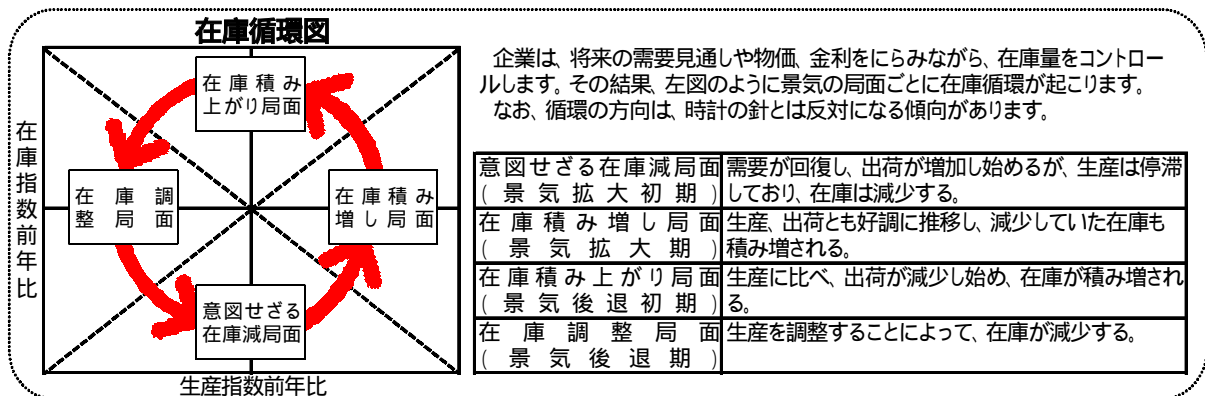 在庫循環図
在庫積み
上がり局面
在庫調
整局面
在庫積み
増し局面
意図せざる
在庫減局面
在庫指数前年比
生産指数前年比
企業は、将来の需要見通しや物価、金利をにらみながら、在庫量をコントロー
ルします。その結果、左図のように景気の局面ごとに在庫循環が起こります。
なお、循環の方向は、時計の針とは反対になる傾向があります。
意図せざる在庫減局面
(景気拡大初期)
需要が回復し、出荷が増加し始めるが、生産は停滞
しており、在庫は減少する。
在庫積み増し局面
(景気拡大期)
生産、出荷とも好調に推移し、減少していた在庫も
積み増される。
在庫積み上がり局面
(景気後退初期)
生産に比べ、出荷が減少し始め、在庫が積み増され
る。
在庫調整局面
(景気後退期)
生産を調整することによって、在庫が減少する。